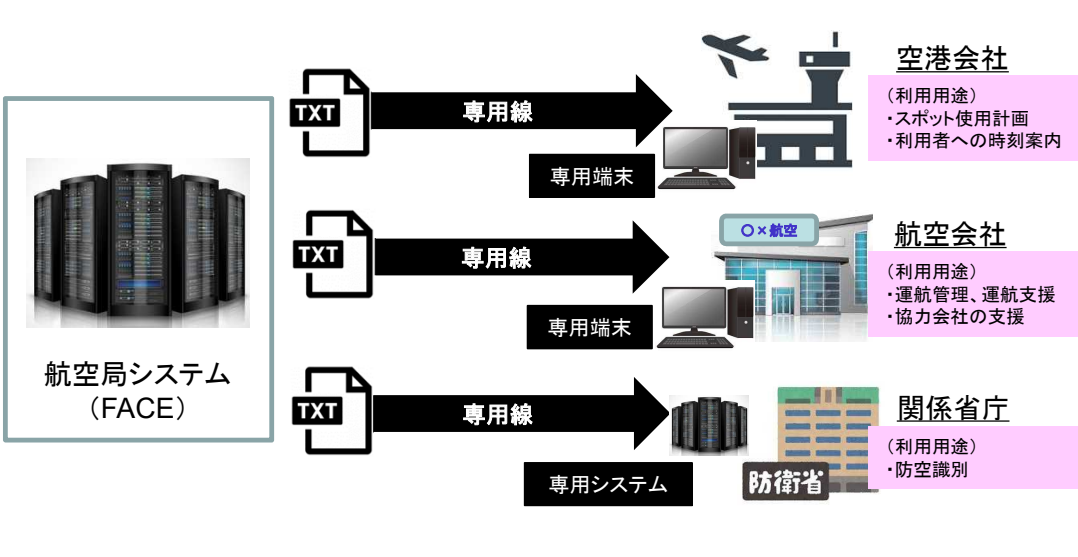 航空局システム
（FACE）
TXT
専用線
専用端末
空港会社
（利用用途）
・スポット使用計画
・利用者への時刻案内
TXT
専用線
専用端末
〇×航空
航空会社
（利用用途）
・運航管理、運航支援
・協力会社の支援
TXT
専用線
専用システム
防衛省
関係省庁
（利用用途）
・防空識別